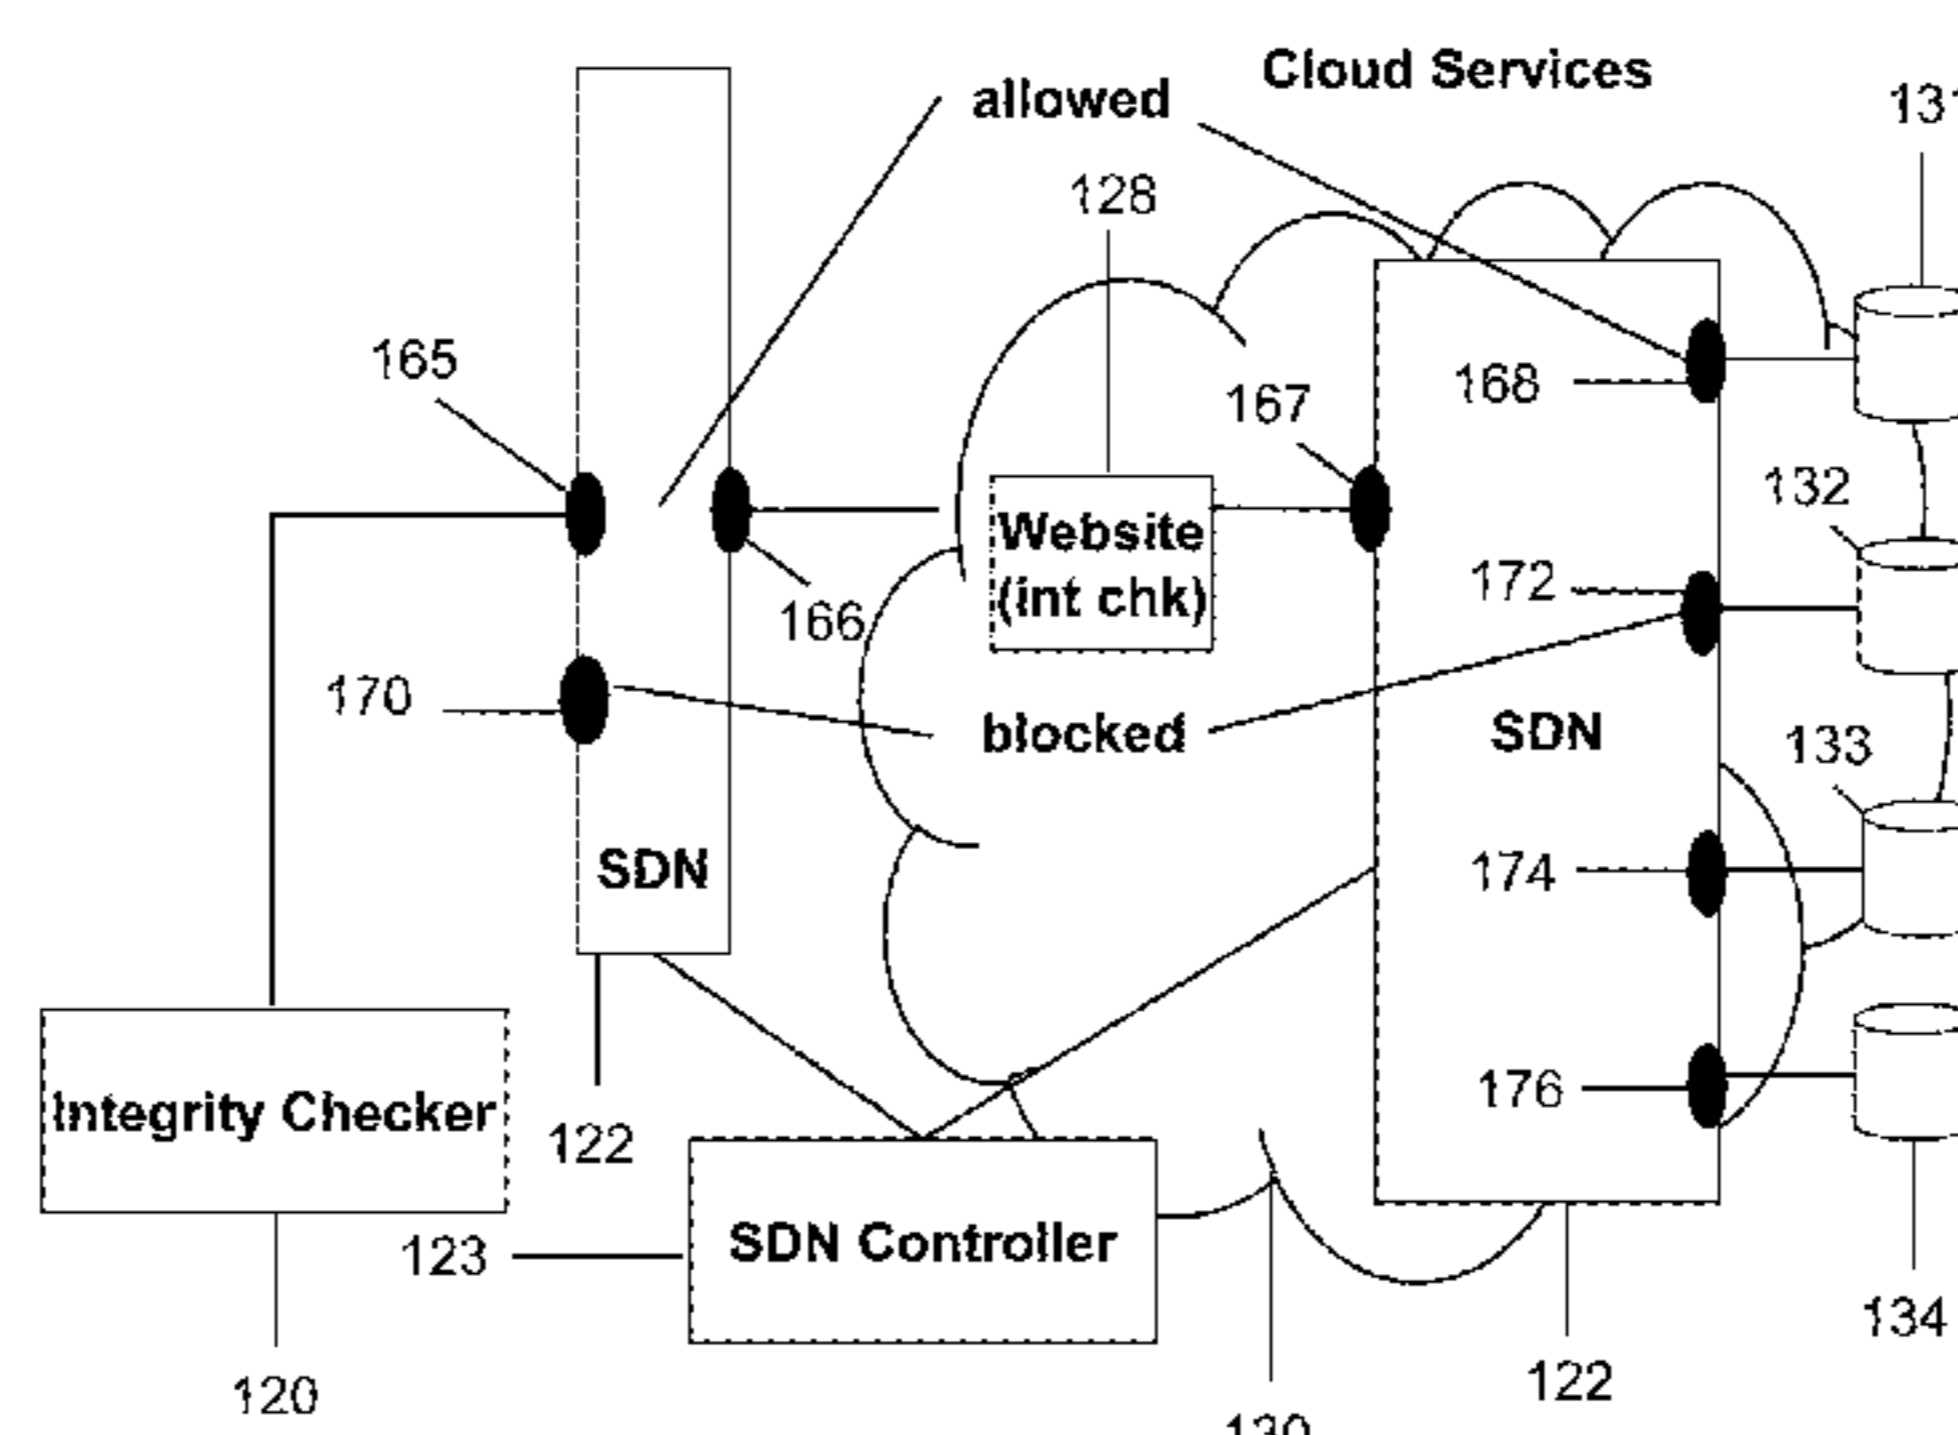 Cloud Services
allowed
131
128
165
167
168
132
Website
(int chk)
172
166
170
blocked
SDN
133
SDN
174
176
Integrity Checker
122
123
SDN Controller
134
120
122
130